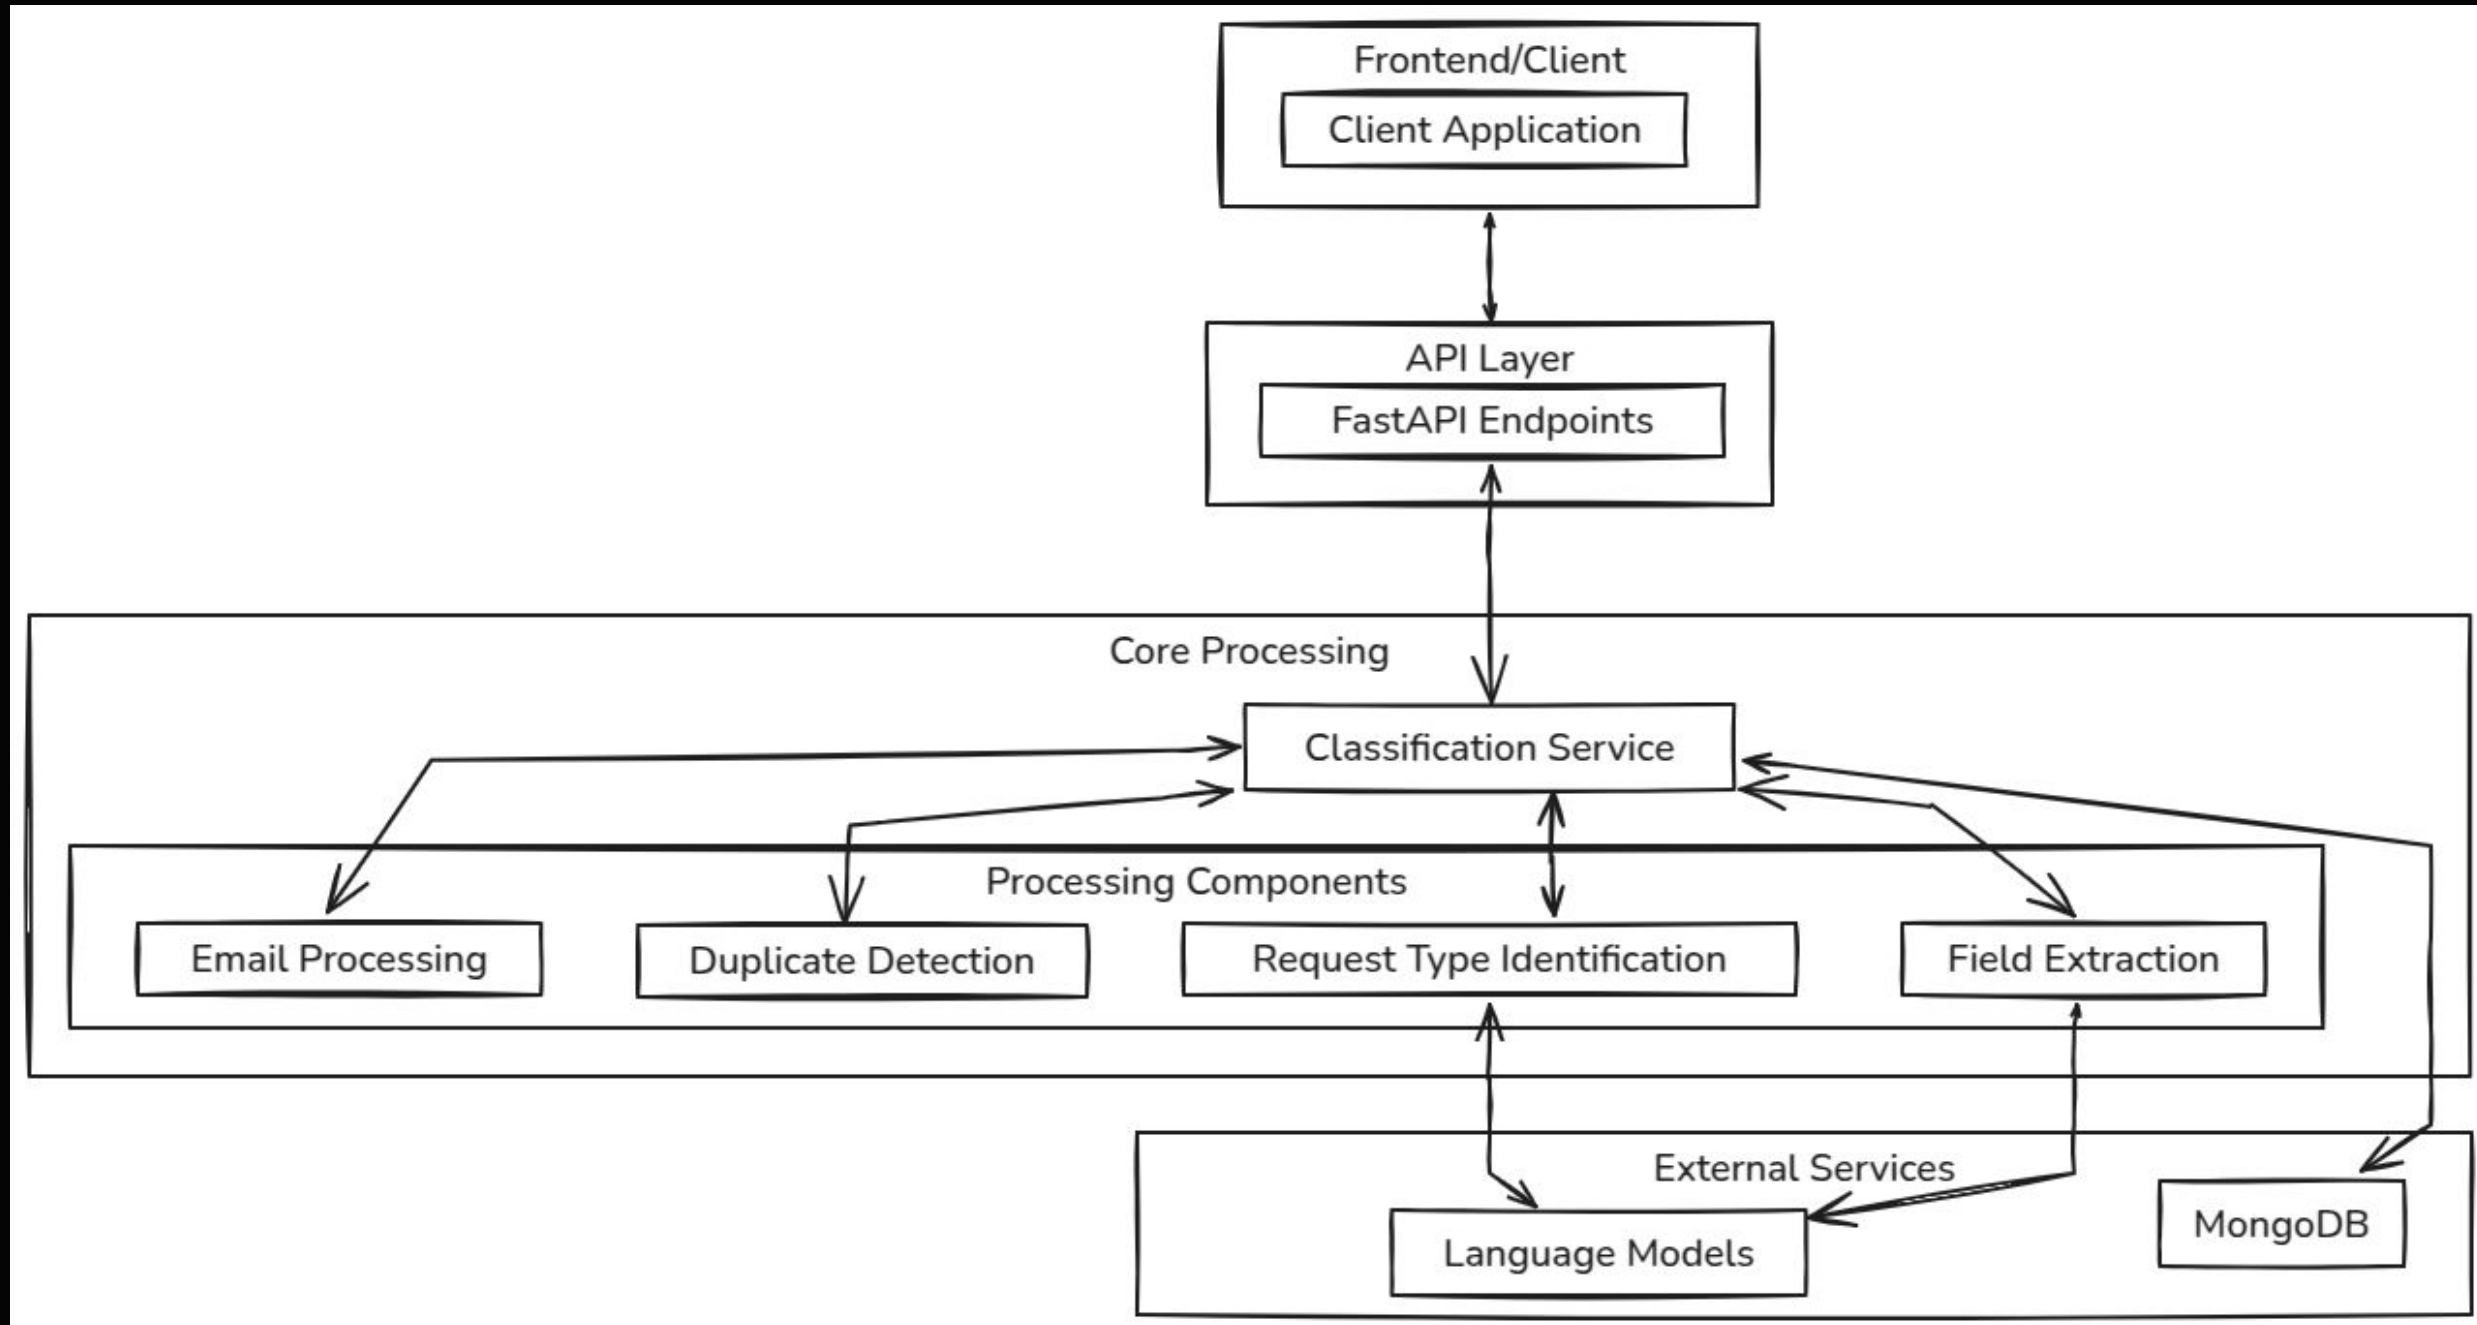 Frontend/Client
Client Application
API Layer
FastAPI Endpoints
Core Processing
Classification Service
Processing Components
Email Processing
Duplicate Detection
Request Type Identification
Field Extraction
External Services
Language Models
MongoDB